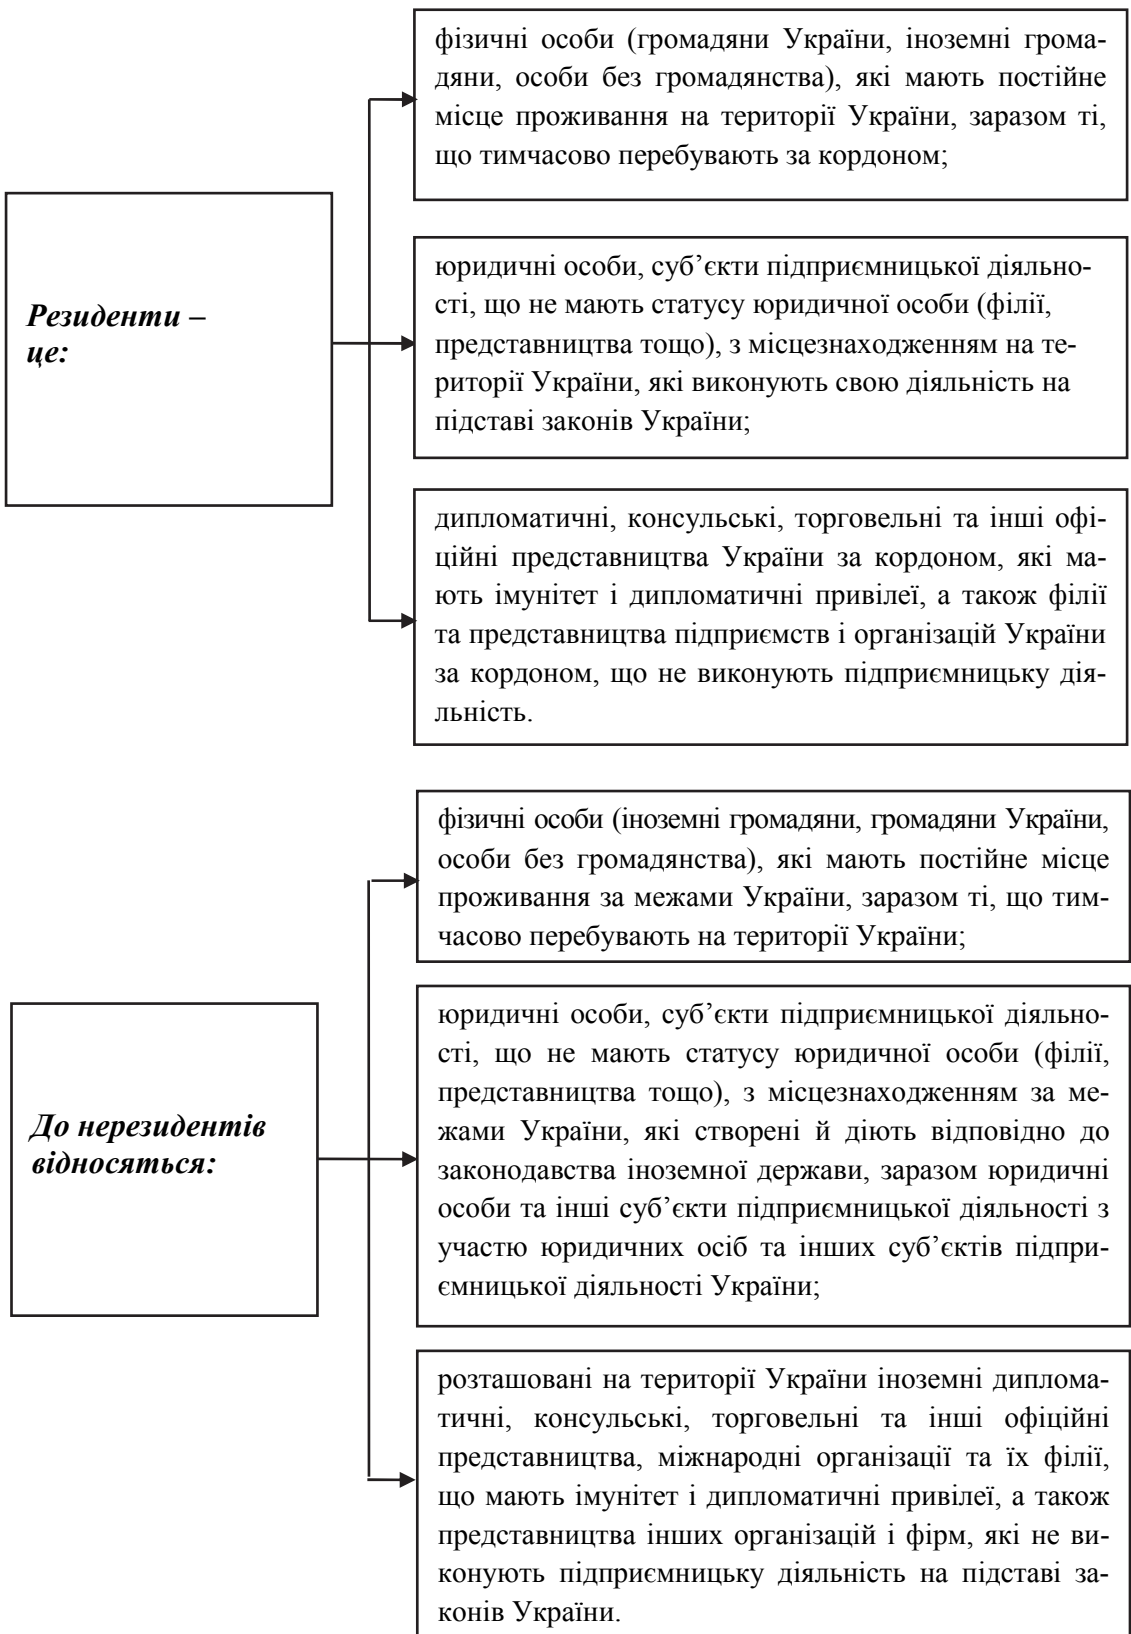 фізичні особи (громадяни України, іноземні грома-
дяни, особи без громадянства), які мають постійне
місце проживання на території України, заразом ті,
що тимчасово перебувають за кордоном;
Резиденти –
це:
юридичні особи, суб’єкти підприємницької діяльно-
сті, що не мають статусу юридичної особи (філії,
представництва тощо), з місцезнаходженням на те-
риторії України, які виконують свою діяльність на
підставі законів України;
дипломатичні, консульські, торговельні та інші офі-
ційні представництва України за кордоном, які ма-
ють імунітет і дипломатичні привілеї, а також філії
та представництва підприємств і організацій України
за кордоном, що не виконують підприємницьку дія-
льність.
фізичні особи (іноземні громадяни, громадяни України,
особи без громадянства), які мають постійне місце
проживання за межами України, заразом ті, що тим-
часово перебувають на території України;
До нерезидентів
відносяться:
юридичні особи, суб’єкти підприємницької діяльно-
сті, що не мають статусу юридичної особи (філії,
представництва тощо), з місцезнаходженням за ме-
жами України, які створені й діють відповідно до
законодавства іноземної держави, заразом юридичні
особи та інші суб’єкти підприємницької діяльності з
участю юридичних осіб та інших суб’єктів підпри-
ємницької діяльності України;
розташовані на території України іноземні диплома-
тичні, консульські, торговельні та інші офіційні
представництва, міжнародні організації та їх філії,
що мають імунітет і дипломатичні привілеї, а також
представництва інших організацій і фірм, які не ви-
конують підприємницьку діяльність на підставі за-
конів України.